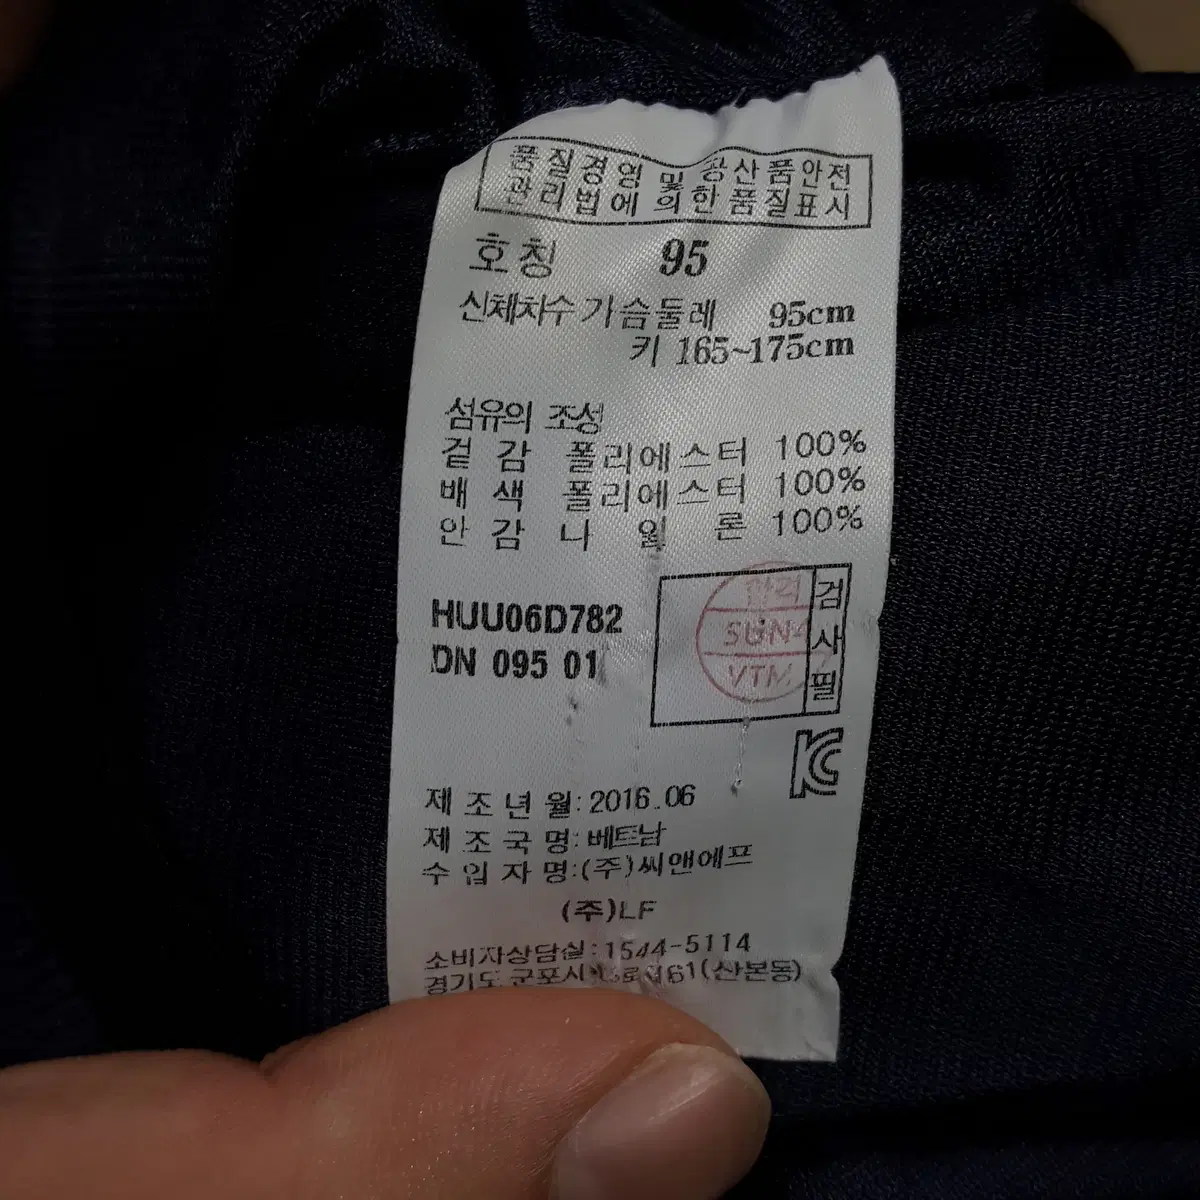 품질경영 및 공산품안전
관리법에 의한 품질표시
호칭 95
신체치수 가슴둘레 95cm
키 165~175cm
섬유의 조성
겉감 폴리에스터 100%
배색 폴리에스터 100%
안감 나일론 100%
HUU06D782
DN 095 01
합격
SUN
VTM
검사필
KC
제조년월: 2016.06
제조국명: 베트남
수입자명:(주)씨앤에프
(주)LF
소비자상담실:1544-5114
경기도 군포시 (산본동)